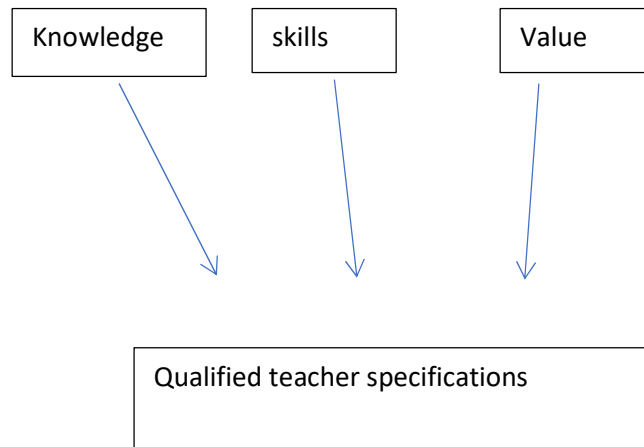 Knowledge
skills
Value
Qualified teacher specifications